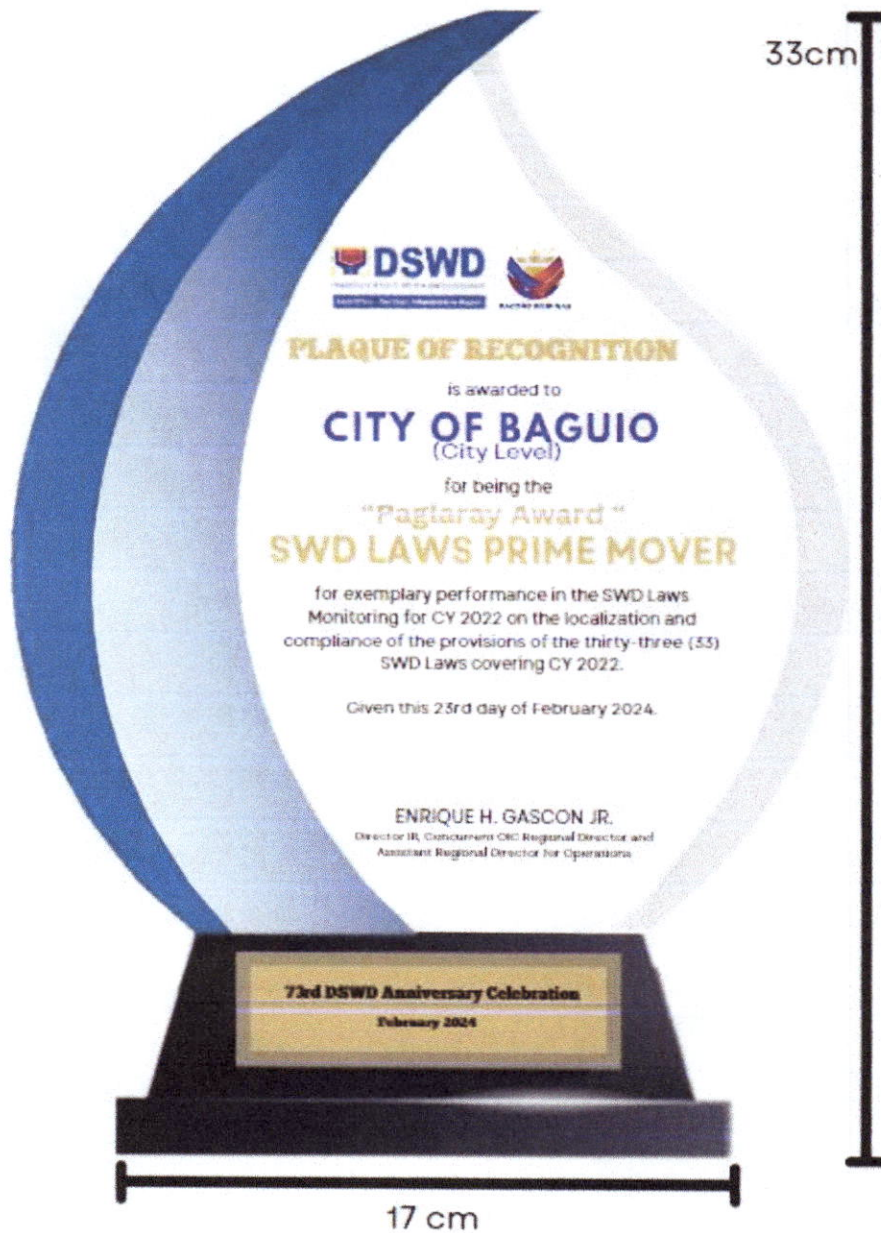 33cm
DSWD
PLAQUE OF RECOGNITION
is awarded to
CITY OF BAGUIO
(City Level)
for being the
"Paglaray Award "
SWD LAWS PRIME MOVER
for exemplary performance in the SWD Laws
Monitoring for CY 2022 on the localization and
compliance of the provisions of the thirty-three (33)
SWD Laws covering CY 2022.
Given this 23rd day of February 2024.
ENRIQUE H. GASCON JR.
Director III, Concurrent OIC Regional Director and
Assistant Regional Director for Operations
73rd DSWD Anniversary Celebration
February 2024
17 cm